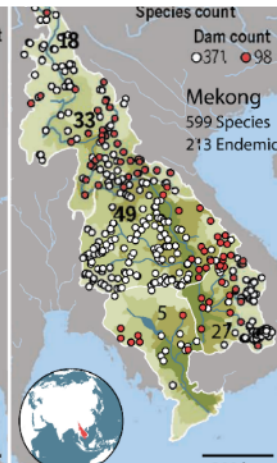 Species count
Dam count
371 98
Mekong
599 Species
213 Endemic
18
33
49
5
27